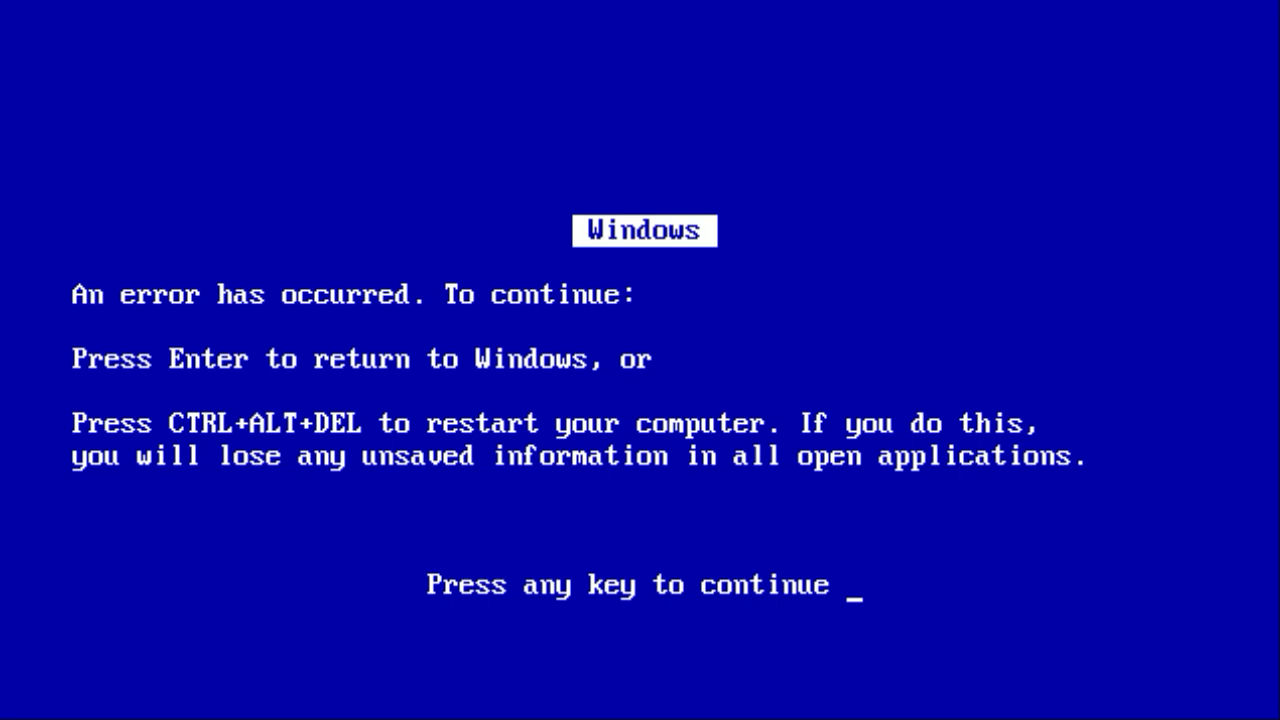 Windows
An error has occurred. To continue:
Press Enter to return to Windows, or
Press CTRL+ALT+DEL to restart your computer. If you do this,
you will lose any unsaved information in all open applications.
Press any key to continue _